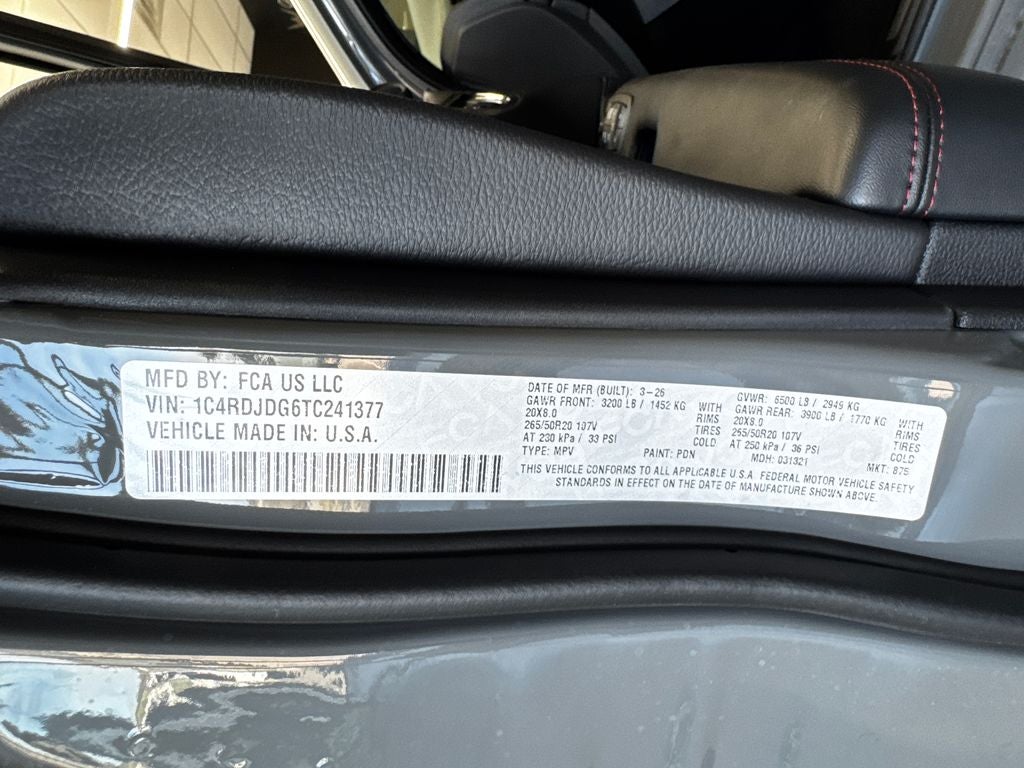 MFD BY: FCA US LLC
VIN: 1C4RDJDG6TC241377
VEHICLE MADE IN: U.S.A.
DATE OF MFR (BUILT): 3-26
GAWR FRONT: 3200 LB / 1452 KG WITH
20X8.0 RIMS
265/50R20 107V TIRES
AT 230 kPa / 33 PSI COLD
TYPE: MPV PAINT: PDN
GVWR: 6500 LB / 2949 KG
GAWR REAR: 3900 LB / 1770 KG WITH
20X8.0 RIMS
265/50R20 107V TIRES
AT 250 kPa / 36 PSI COLD
MDH: 031321 MKT: 875
THIS VEHICLE CONFORMS TO ALL APPLICABLE U.S.A. FEDERAL MOTOR VEHICLE SAFETY
STANDARDS IN EFFECT ON THE DATE OF MANUFACTURE SHOWN ABOVE.